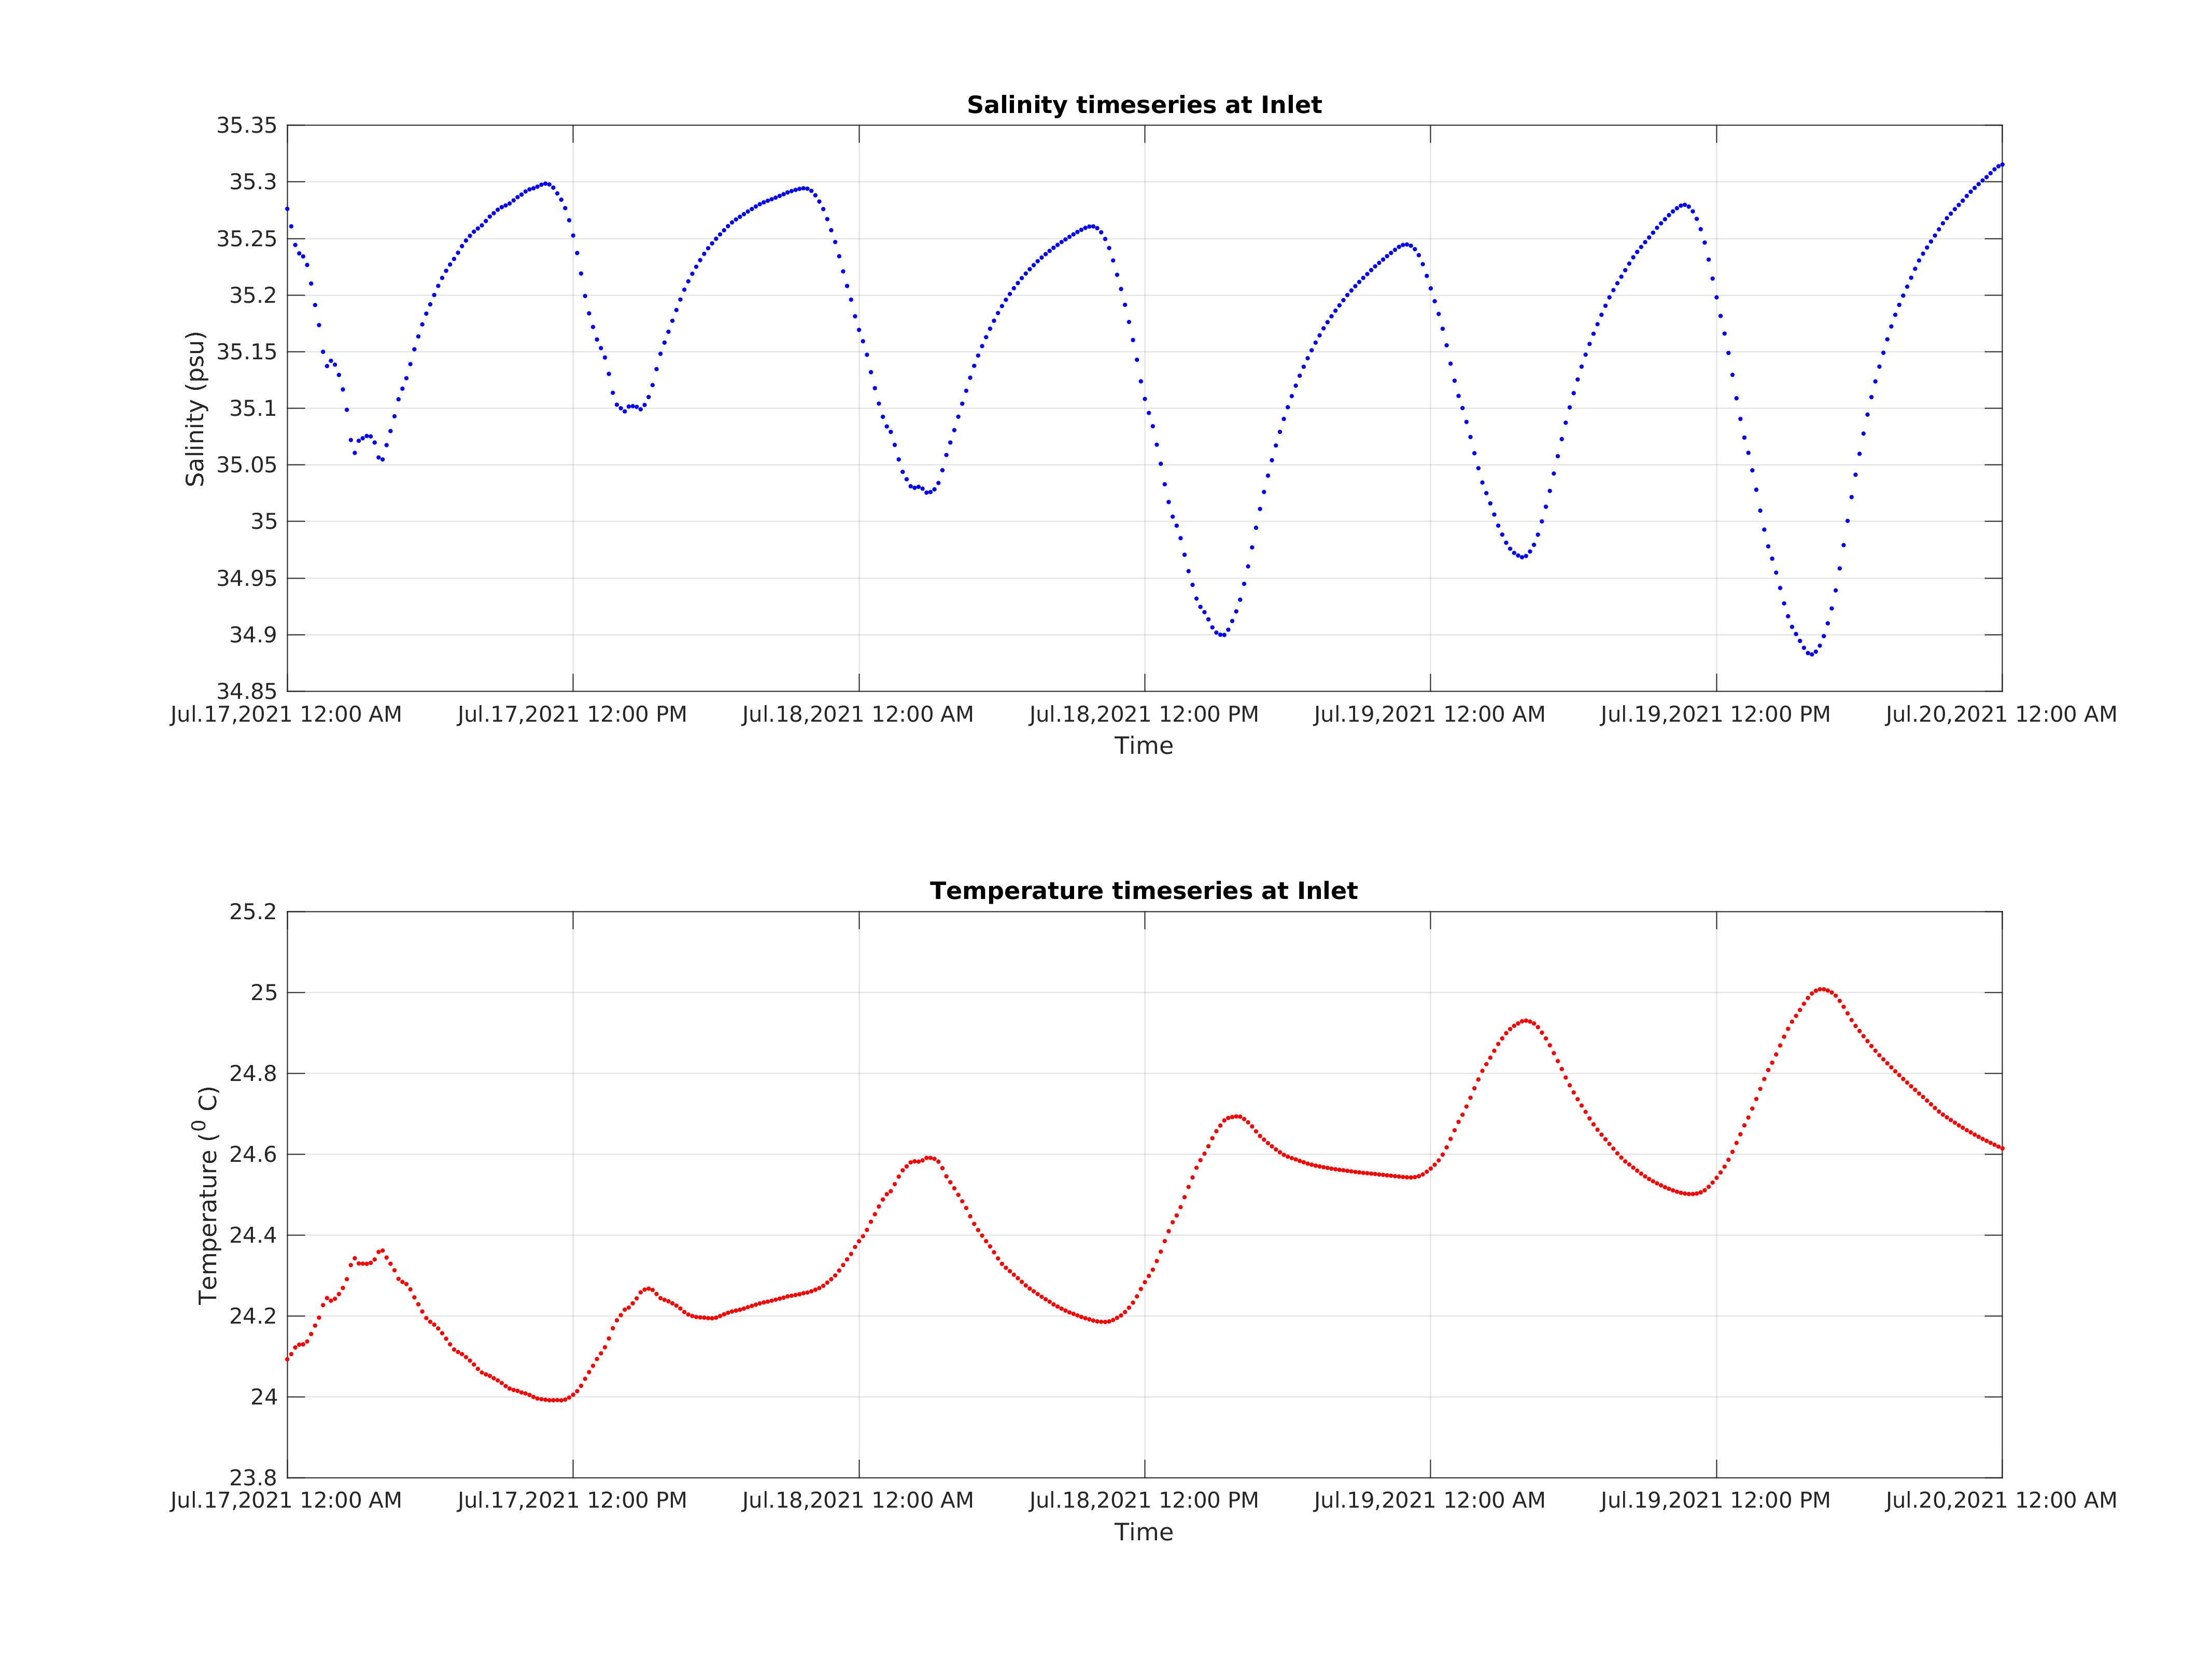 Salinity timeseries at Inlet
35.35
35.3
35.25
35.2
35.15
35.1
35.05
35
34.95
34.9
34.85
Salinity (psu)
Jul.17,2021 12:00 AM Jul.17,2021 12:00 PM Jul.18,2021 12:00 AM Jul.18,2021 12:00 PM Jul.19,2021 12:00 AM Jul.19,2021 12:00 PM Jul.20,2021 12:00 AM
Time
Temperature timeseries at Inlet
25.2
25
24.8
24.6
24.4
24.2
24
23.8
Temperature (⁰ C)
Jul.17,2021 12:00 AM Jul.17,2021 12:00 PM Jul.18,2021 12:00 AM Jul.18,2021 12:00 PM Jul.19,2021 12:00 AM Jul.19,2021 12:00 PM Jul.20,2021 12:00 AM
Time